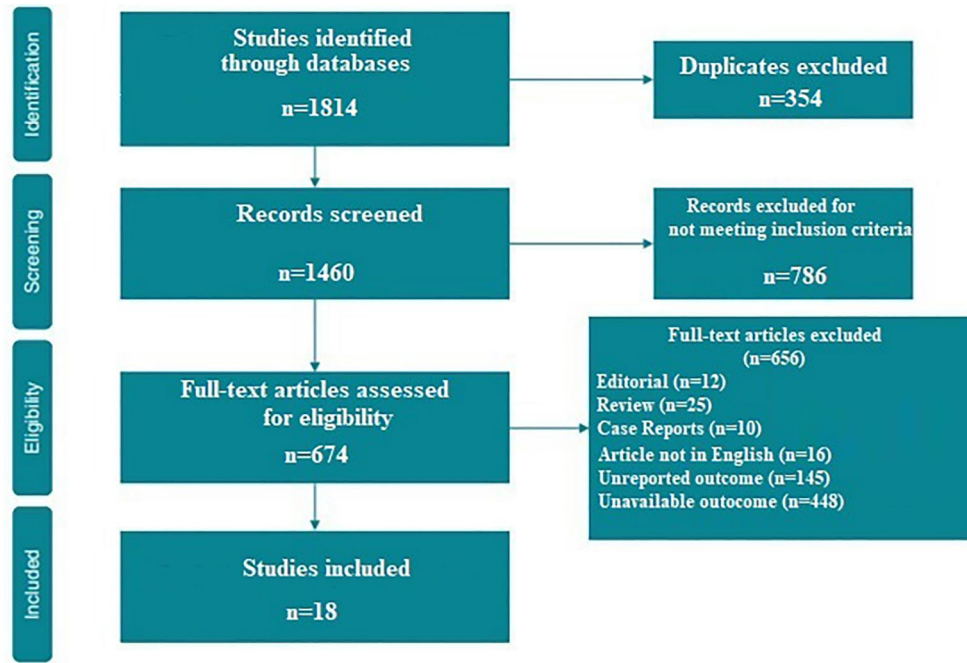 Identification
Studies identified
through databases
n=1814
Duplicates excluded
n=354
Screening
Records screened
n=1460
Records excluded for
not meeting inclusion criteria
n=786
Eligibility
Full-text articles assessed
for eligibility
n=674
Full-text articles excluded
(n=656)
Editorial (n=12)
Review (n=25)
Case Reports (n=10)
Article not in English (n=16)
Unreported outcome (n=145)
Unavailable outocome (n=448)
Included
Studies included
n=18